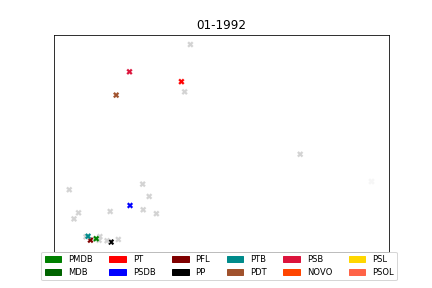 01-1992
PMDB PT PFL PTB PSB PSL
MDB PSDB PP PDT NOVO PSOL